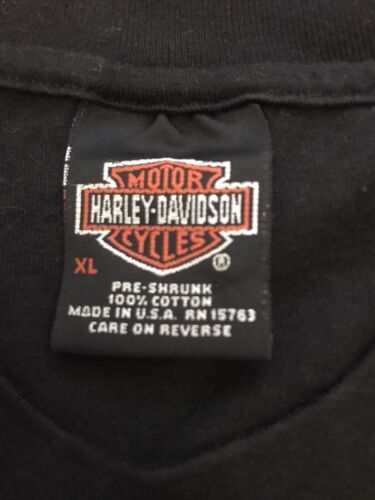 MOTOR
HARLEY-DAVIDSON
CYCLES
XL
®
PRE-SHRUNK
100% COTTON
MADE IN U.S.A. RN 15763
CARE ON REVERSE